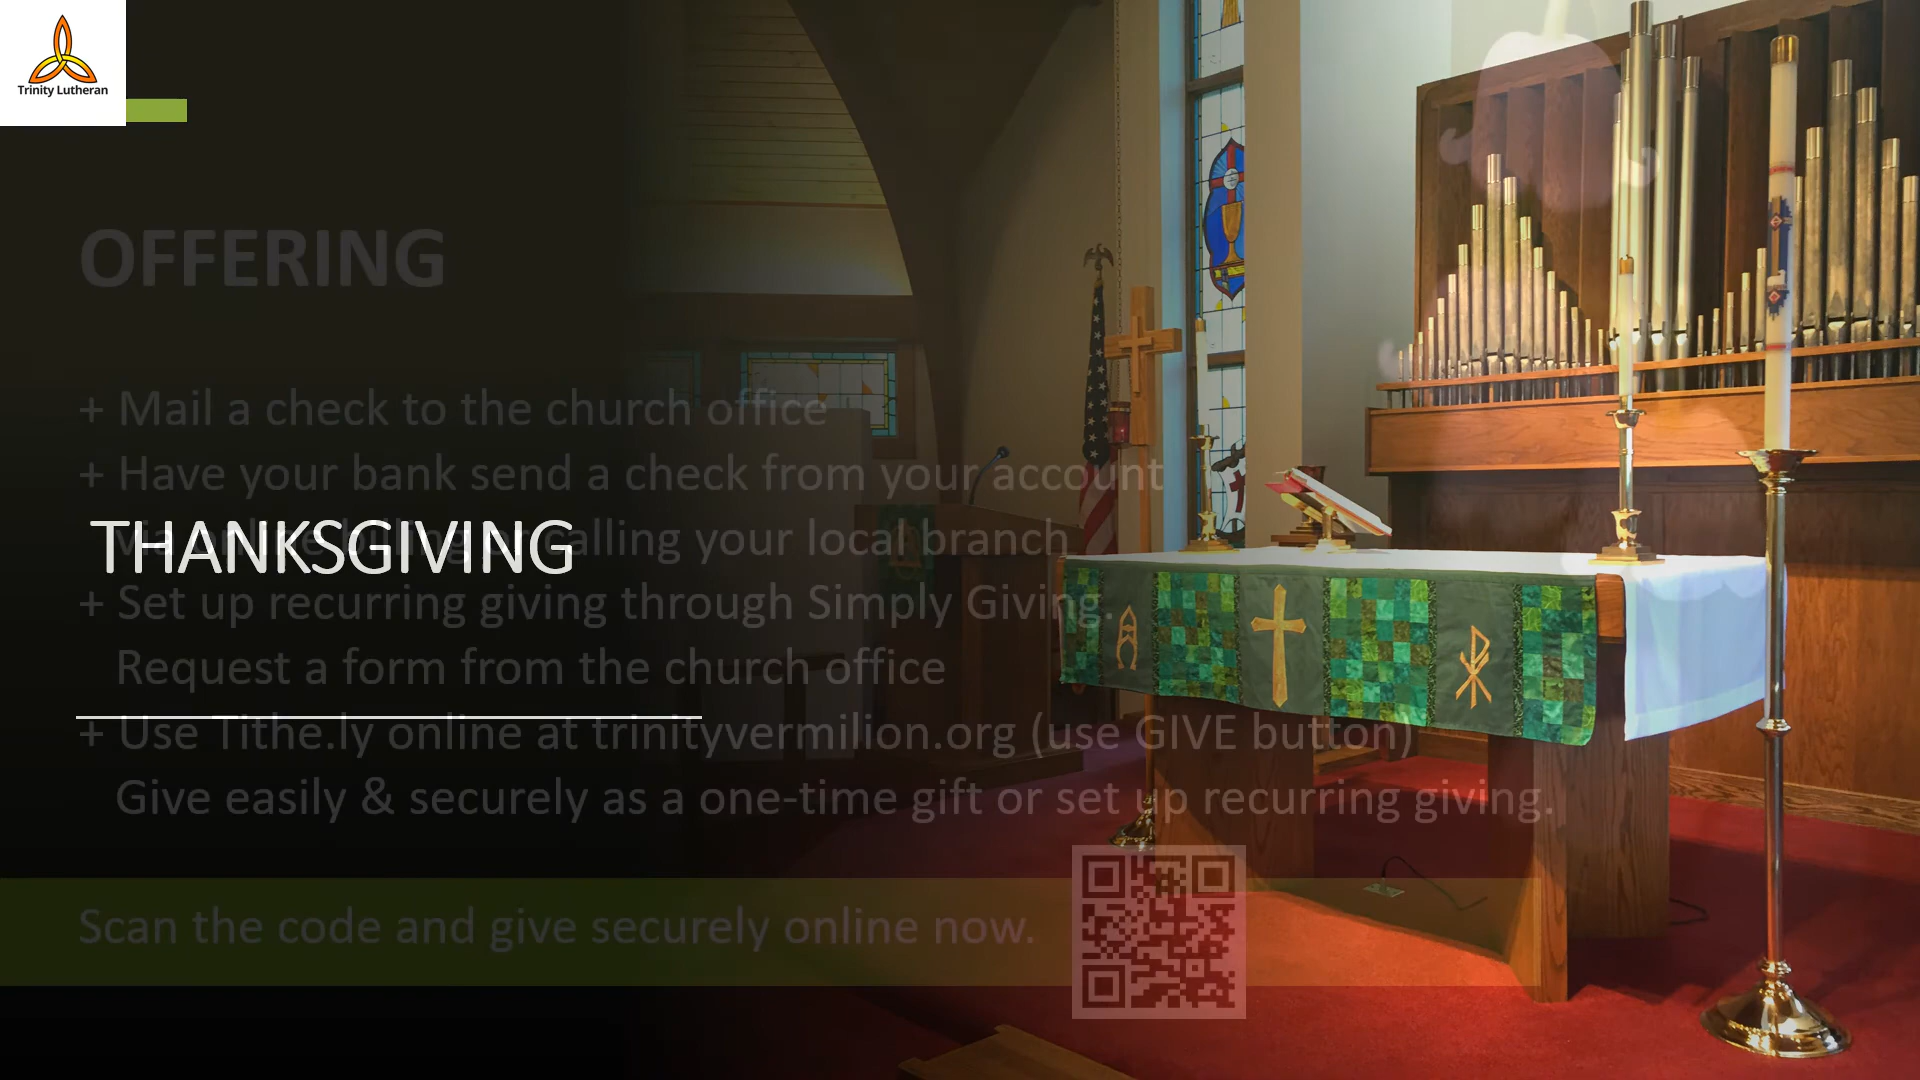 Trinity Lutheran
OFFERING
+ Mail a check to the church office
+ Have your bank send a check from your account
calling your local branch
THANKSGIVING
+ Set up recurring giving through Simply Giving.
Request a form from the church office
+ Use Tithe.ly online at trinityvermilion.org (use GIVE button)
Give easily & securely as a one-time gift or set up recurring giving.
Scan the code and give securely online now.